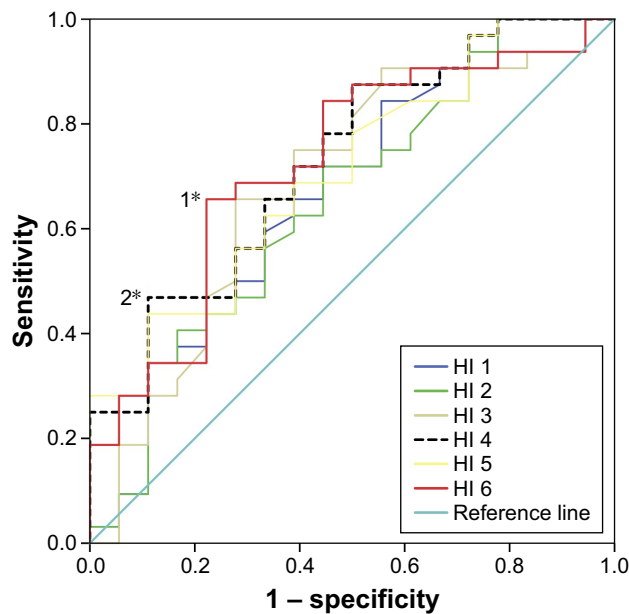 1.0
0.8
0.6
0.4
0.2
0.0
Sensitivity
1*
2*
HI 1
HI 2
HI 3
HI 4
HI 5
HI 6
Reference line
0.0 0.2 0.4 0.6 0.8 1.0
1 – specificity